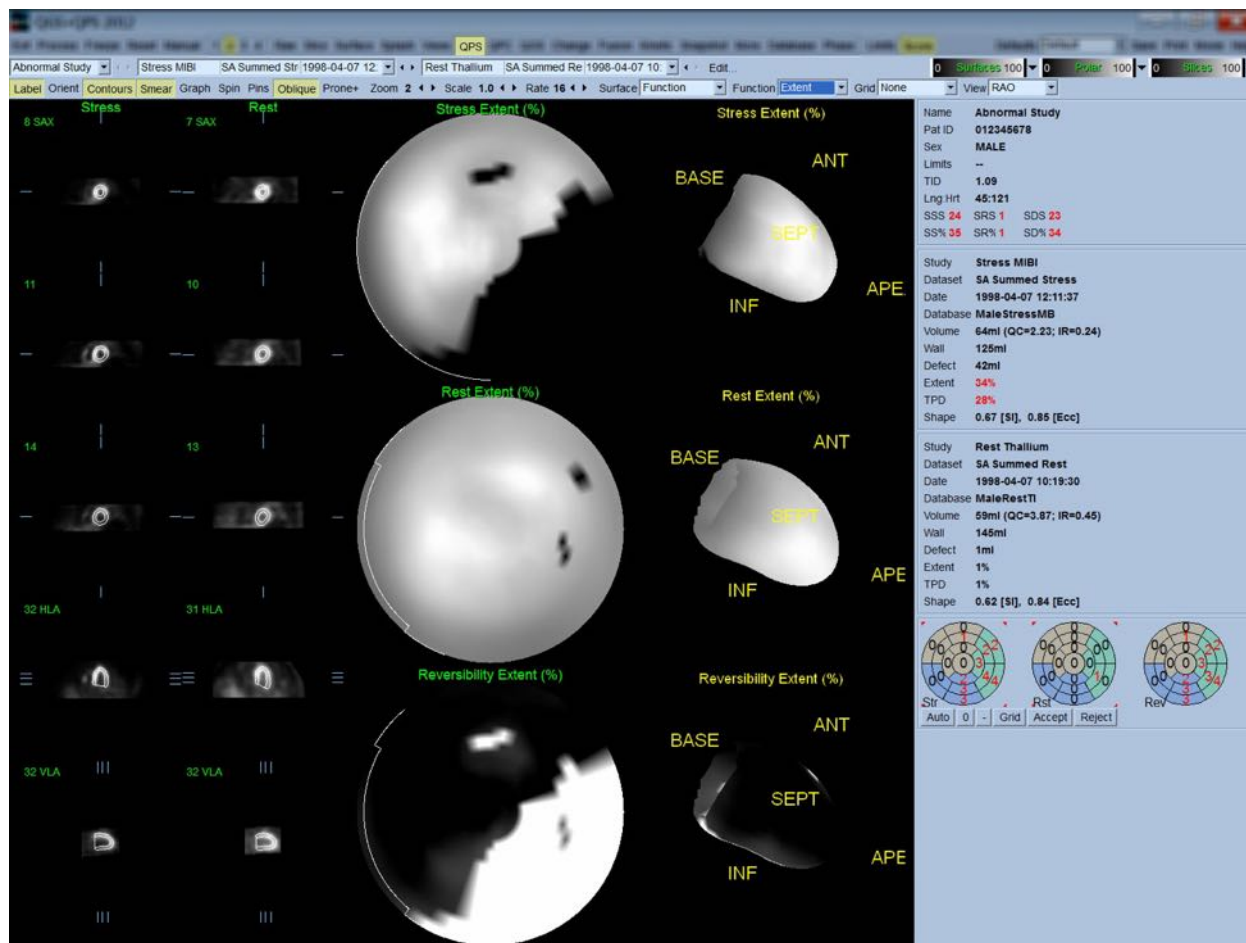 QGS+QPS 2012
QPS
Abnormal Study Stress MIBI SA Summed Str 1998-04-07 12: Rest Thallium SA Summed Re 1998-04-07 10: Edit...
0 Surfaces 100 0 Polar 100 0 Slices 100
Label Orient Contours Smear Graph Spin Pins Oblique Prone+ Zoom 2 Scale 1.0 Rate 16 Surface Function Function Extent Grid None View RAO
Stress Rest
8 SAX 7 SAX
11 10
14 13
32 HLA 31 HLA
32 VLA 32 VLA
Stress Extent (%)
Stress Extent (%)
ANT
BASE
SEPT
APE.
INF
Rest Extent (%)
Rest Extent (%)
ANT
BASE
SEPT
APE
INF
Reversibility Extent (%)
Reversibility Extent (%)
ANT
BASE
SEPT
APE
INF
Name Abnormal Study
Pat ID 012345678
Sex MALE
Limits --
TID 1.09
Lng:Hrt 45:121
SSS 24 SRS 1 SDS 23
SS% 35 SR% 1 SD% 34
Study Stress MIBI
Dataset SA Summed Stress
Date 1998-04-07 12:11:37
Database MaleStressMB
Volume 64ml (QC=2.23; IR=0.24)
Wall 125ml
Defect 42ml
Extent 34%
TPD 28%
Shape 0.67 [SI], 0.85 [Ecc]
Study Rest Thallium
Dataset SA Summed Rest
Date 1998-04-07 10:19:30
Database MaleRestTl
Volume 59ml (QC=3.87; IR=0.45)
Wall 145ml
Defect 1ml
Extent 1%
TPD 1%
Shape 0.62 [SI], 0.84 [Ecc]
Str Rst Rev
Auto 0 - Grid Accept Reject